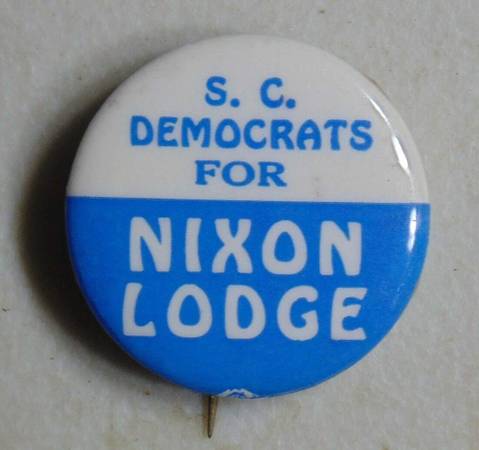 S. C.
DEMOCRATS
FOR
NIXON
LODGE